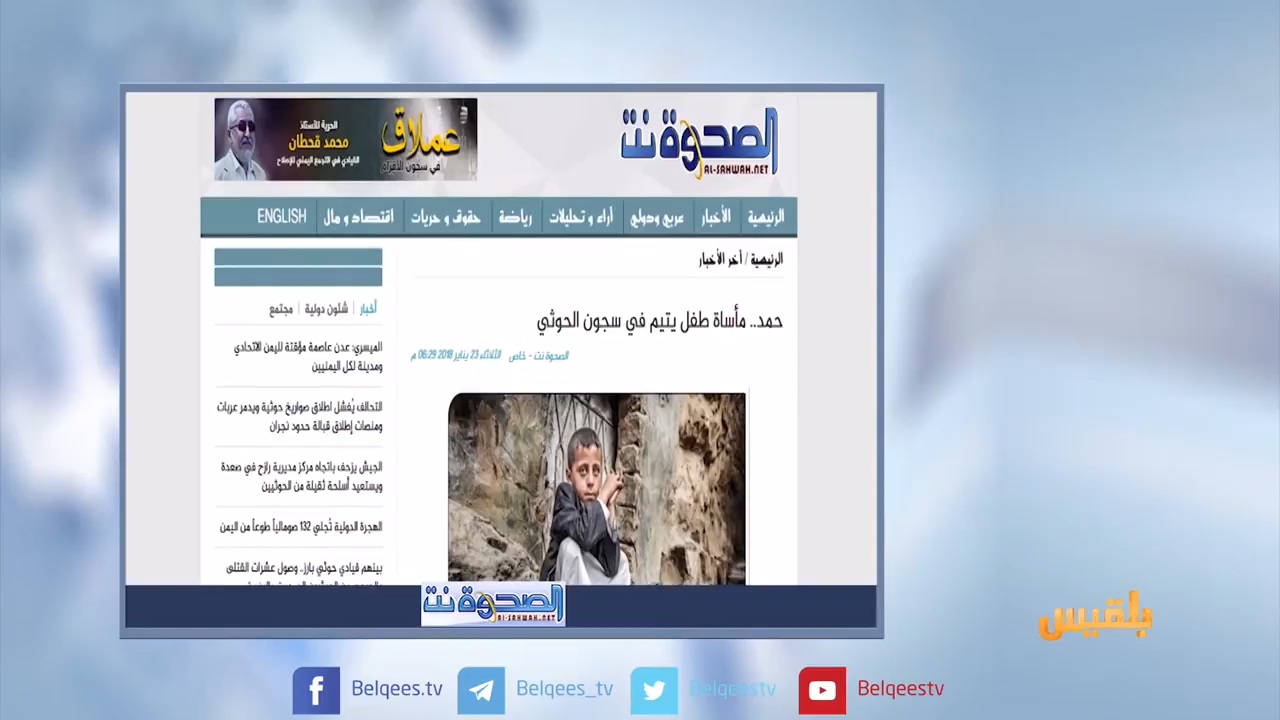 الصحوة نت
AL-SAHWAH.NET
عملاق
في سجون الأقزام
الحرية للأستاذ
محمد قحطان
القيادي في التجمع اليمني للإصلاح
الرئيسية
الأخبار
عربي ودولي
أراء و تحليلات
رياضة
حقوق و حريات
اقتصاد و مال
ENGLISH
الرئيسية / أخر الأخبار
حمد.. مأساة طفل يتيم في سجون الحوثي
الصحوة نت - خاص الثلاثاء 23 يناير 2018 06:29 م
أخبار | شئون دولية | مجتمع
الميسري: عدن عاصمة مؤقتة لليمن الاتحادي
ومدينة لكل اليمنيين
التحالف يُفشل اطلاق صواريخ حوثية ويدمر عربات
ومنصات إطلاق قبالة حدود نجران
الجيش يزحف باتجاه مركز مديرية رازح في صعدة
ويستعيد أسلحة ثقيلة من الحوثيين
الهجرة الدولية تُجلي 132 صومالياً طوعاً من اليمن
بينهم قيادي حوثي بارز.. وصول عشرات القتلى
الصحوة نت
AL-SAHWAH.NET
بلقيس
Belqees.tv
Belqees_tv
Belqeestv
Belqeestv